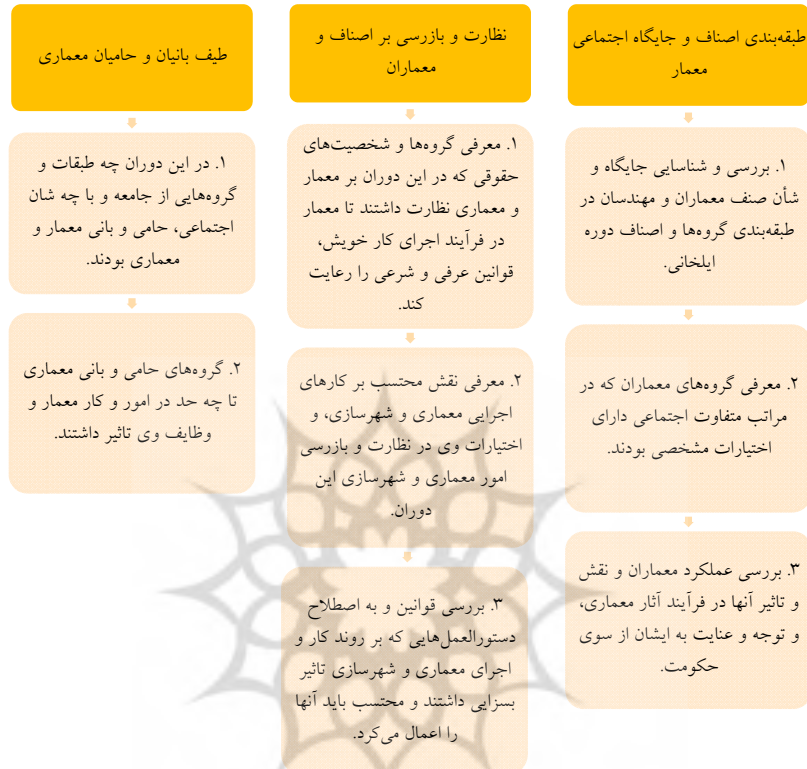 طبقه‌بندی اصناف و جایگاه اجتماعی
معمار
۱. بررسی و شناسایی جایگاه و
شأن صنف معماران و مهندسان در
طبقه‌بندی گروه‌ها و اصناف دوره
ایلخانی.
۲. معرفی گروه‌های معماران که در
مراتب متفاوت اجتماعی دارای
اختیارات مشخصی بودند.
۳. بررسی عملکرد معماران و نقش
و تاثیر آنها در فرآیند آثار معماری،
و توجه و عنایت به ایشان از سوی
حکومت.
نظارت و بازرسی بر اصناف و
معماران
۱. معرفی گروه‌ها و شخصیت‌های
حقوقی که در این دوران بر معمار
و معماری نظارت داشتند تا معمار
در فرآیند اجرای کار خویش،
قوانین عرفی و شرعی را رعایت
کند.
۲. معرفی نقش محتسب بر کارهای
اجرایی معماری و شهرسازی، و
اختیارات وی در نظارت و بازرسی
امور معماری و شهرسازی این
دوران.
۳. بررسی قوانین و به اصطلاح
دستورالعمل‌هایی که بر روند کار و
اجرای معماری و شهرسازی تاثیر
بسزایی داشتند و محتسب باید آنها
را اعمال می‌کرد.
طیف بانیان و حامیان معماری
۱. در این دوران چه طبقات و
گروه‌هایی از جامعه و با چه شان
اجتماعی، حامی و بانی معمار و
معماری بودند.
۲. گروه‌های حامی و بانی معماری
تا چه حد در امور و کار معمار و
وظایف وی تاثیر داشتند.